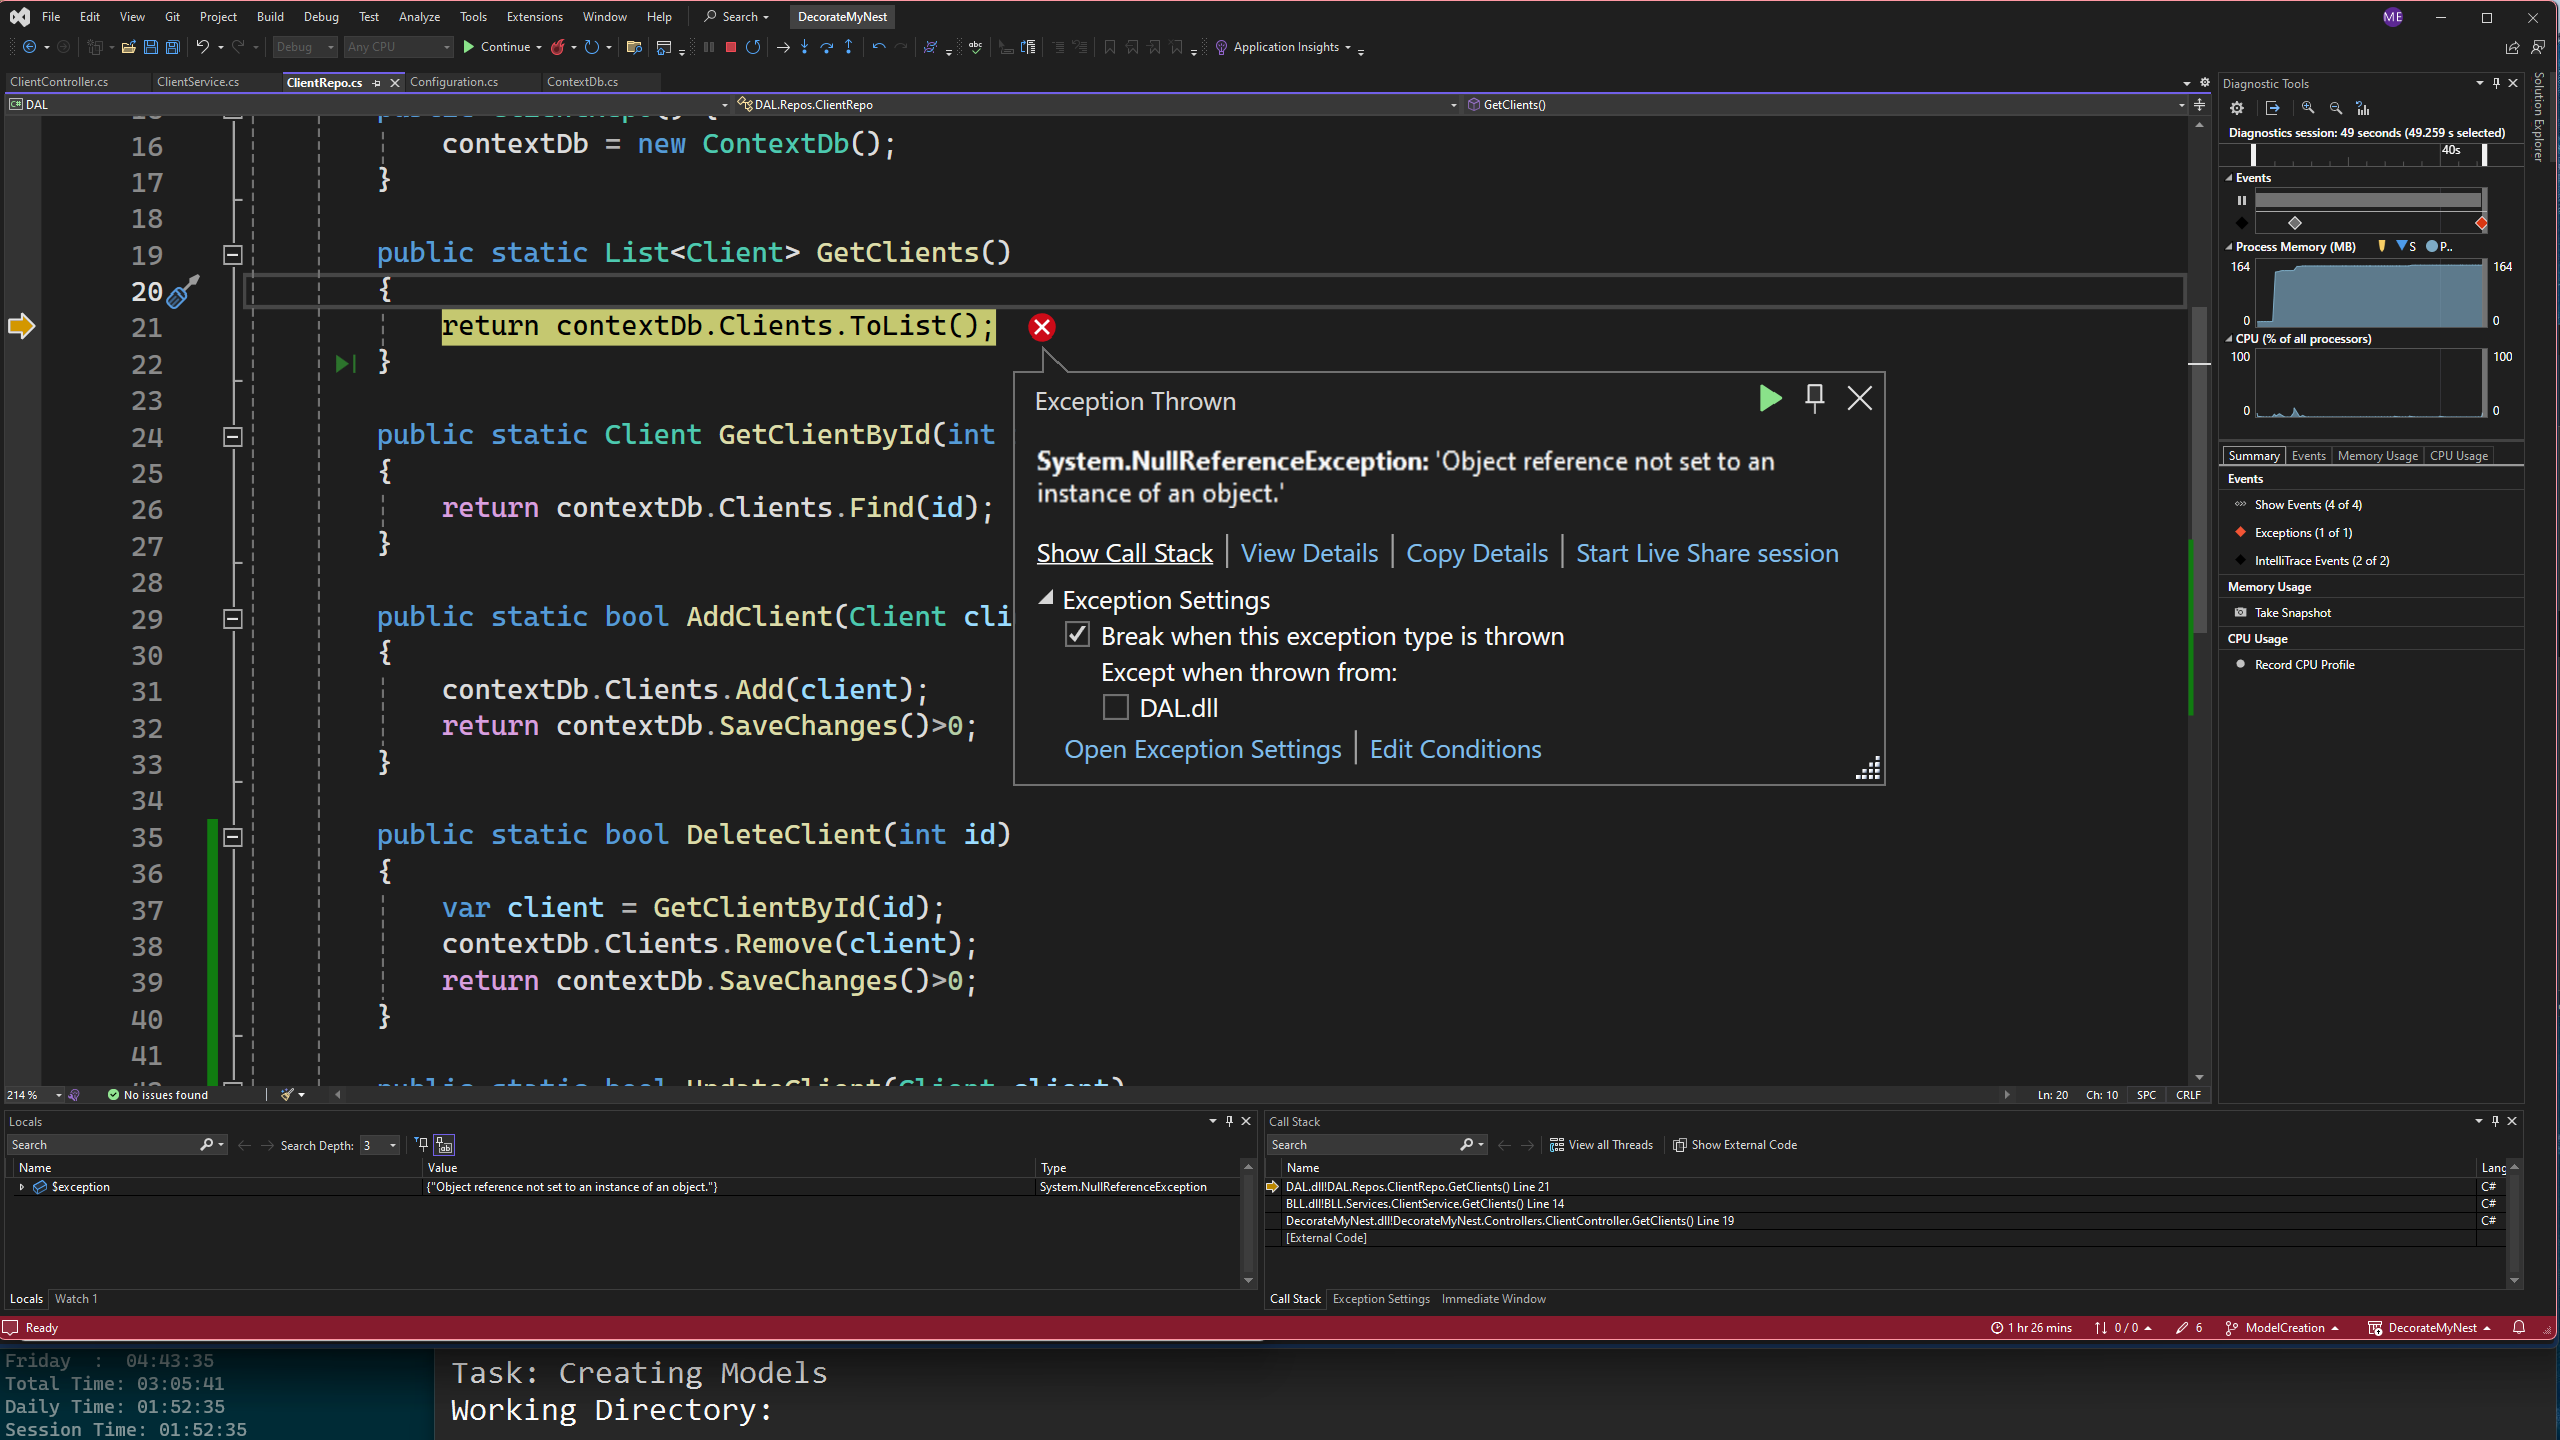 File Edit View Git Project Build Debug Test Analyze Tools Extensions Window Help Search DecorateMyNest ME
Debug Any CPU Continue Application Insights
ClientController.cs ClientService.cs ClientRepo.cs Configuration.cs ContextDb.cs
DAL DAL.Repos.ClientRepo GetClients()
16 contextDb = new ContextDb();
17 }
18
19 public static List<Client> GetClients()
20 {
21 return contextDb.Clients.ToList();
22 }
23
24 public static Client GetClientById(int
25 {
26 return contextDb.Clients.Find(id);
27 }
28
29 public static bool AddClient(Client cli
30 {
31 contextDb.Clients.Add(client);
32 return contextDb.SaveChanges()>0;
33 }
34
35 public static bool DeleteClient(int id)
36 {
37 var client = GetClientById(id);
38 contextDb.Clients.Remove(client);
39 return contextDb.SaveChanges()>0;
40 }
41
public static bool UpdateClient(Client client)
Exception Thrown
System.NullReferenceException: 'Object reference not set to an
instance of an object.'
Show Call Stack View Details Copy Details Start Live Share session
Exception Settings
Break when this exception type is thrown
Except when thrown from:
DAL.dll
Open Exception Settings Edit Conditions
214 % No issues found Ln: 20 Ch: 10 SPC CRLF
Diagnostic Tools
Diagnostics session: 49 seconds (49.259 s selected)
40s
Events
Process Memory (MB) S P..
164 164
0 0
CPU (% of all processors)
100 100
0 0
Summary Events Memory Usage CPU Usage
Events
Show Events (4 of 4)
Exceptions (1 of 1)
IntelliTrace Events (2 of 2)
Memory Usage
Take Snapshot
CPU Usage
Record CPU Profile
Solution Explorer
Locals
Search Search Depth: 3
Name Value Type
$exception {"Object reference not set to an instance of an object."} System.NullReferenceException
Locals Watch 1
Call Stack
Search View all Threads Show External Code
Name Lang
DAL.dll!DAL.Repos.ClientRepo.GetClients() Line 21 C#
BLL.dll!BLL.Services.ClientService.GetClients() Line 14 C#
DecorateMyNest.dll!DecorateMyNest.Controllers.ClientController.GetClients() Line 19 C#
[External Code]
Call Stack Exception Settings Immediate Window
Ready 1 hr 26 mins 0 / 0 6 ModelCreation DecorateMyNest
Friday : 04:43:35
Total Time: 03:05:41
Daily Time: 01:52:35
Session Time: 01:52:35
Task: Creating Models
Working Directory: